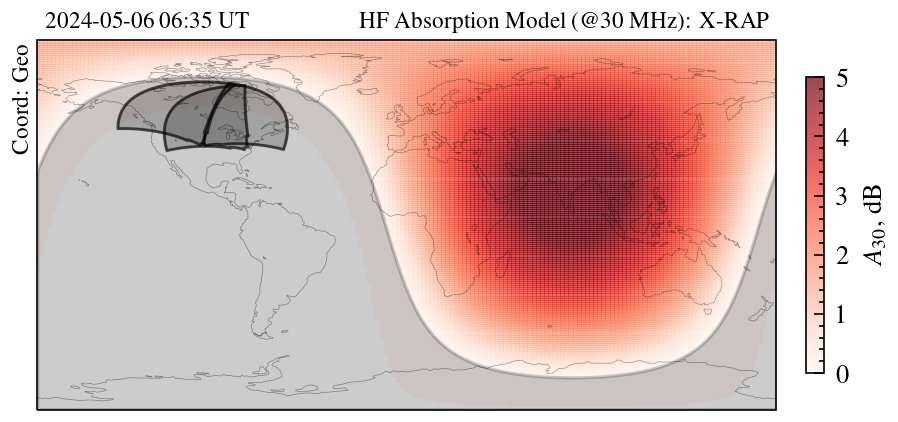 2024-05-06 06:35 UT
HF Absorption Model (@30 MHz): X-RAP
Coord: Geo
5
4
3
2
1
0
A₃₀, dB